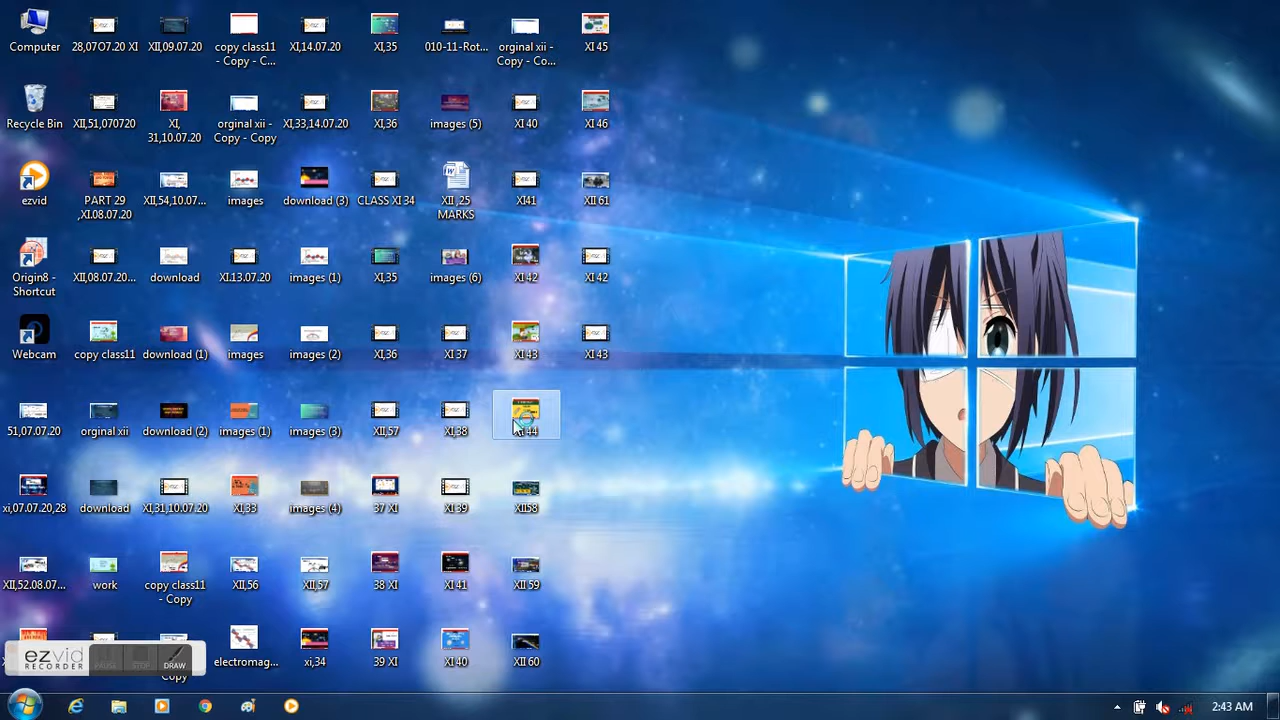 Computer
28,07O7.20 XI
XII,09.07.20
copy class11
- Copy - C...
XI,14.07.20
XI,35
010-11-Rot...
orginal xii -
Copy - Co...
XI 45
Recycle Bin
XII,51,070720
XI,
31,10.07.20
orginal xii -
Copy - Copy
XI,33,14.07.20
XI,36
images (5)
XI 40
XI 46
ezvid
PART 29
,XI.08.07.20
XII,54,10.07...
images
download (3)
CLASS XI 34
XII ,25
MARKS
XI41
XII 61
Origin8 -
Shortcut
XII,08.07.20...
download
XI.13.07.20
images (1)
XI,35
images (6)
XI 42
XI 42
Webcam
copy class11
download (1)
images
images (2)
XI,36
XI 37
XI 43
XI 43
51,07.07.20
orginal xii
download (2)
images (1)
images (3)
XII,57
XI,38
XI 44
xi,07.07.20,28
download
XI,31,10.07.20
XI,33
images (4)
37 XI
XI 39
XII58
XII,52.08.07...
work
copy class11
- Copy
XII,56
XII,57
38 XI
XI 41
XII 59
ezvid
RECORDER
PAUSE
STOP
DRAW
Copy
electromag...
xi,34
39 XI
XI 40
XII 60
2:43 AM